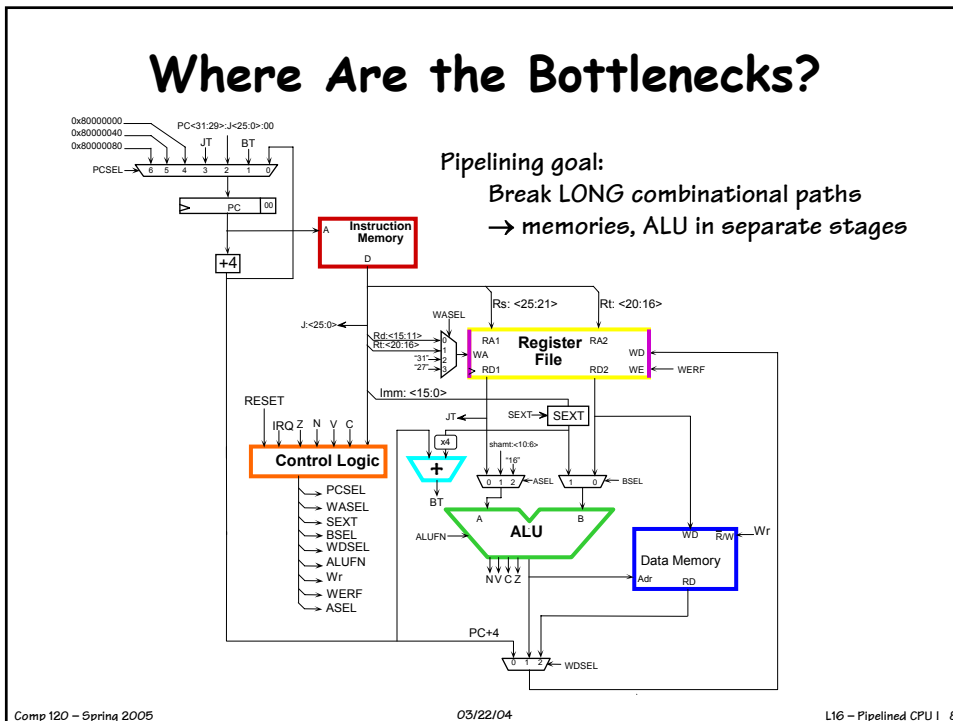 Where Are the Bottlenecks?
0x80000000
0x80000040
0x80000080
PC<31:29>:J<25:0>:00
JT
BT
PCSEL
6 5 4 3 2 1 0
PC
00
Pipelining goal:
Break LONG combinational paths
→ memories, ALU in separate stages
A
Instruction
Memory
D
+4
Rs: <25:21>
Rt: <20:16>
J:<25:0>
WASEL
Rd:<15:11>
Rt:<20:16>
"31"
"27"
0
1
2
3
RA1
RA2
Register
File
WA
WD
RD1
RD2
WE
WERF
Imm: <15:0>
RESET
IRQ Z N V C
JT
SEXT
SEXT
x4
shamt:<10:6>
"16"
Control Logic
+
BT
0 1 2
ASEL
1 0
BSEL
PCSEL
WASEL
SEXT
BSEL
WDSEL
ALUFN
Wr
WERF
ASEL
A
B
ALU
ALUFN
N V C Z
WD
R/W
Wr
Data Memory
Adr
RD
PC+4
0 1 2
WDSEL
Comp 120 – Spring 2005
03/22/04
L16 – Pipelined CPU I 8